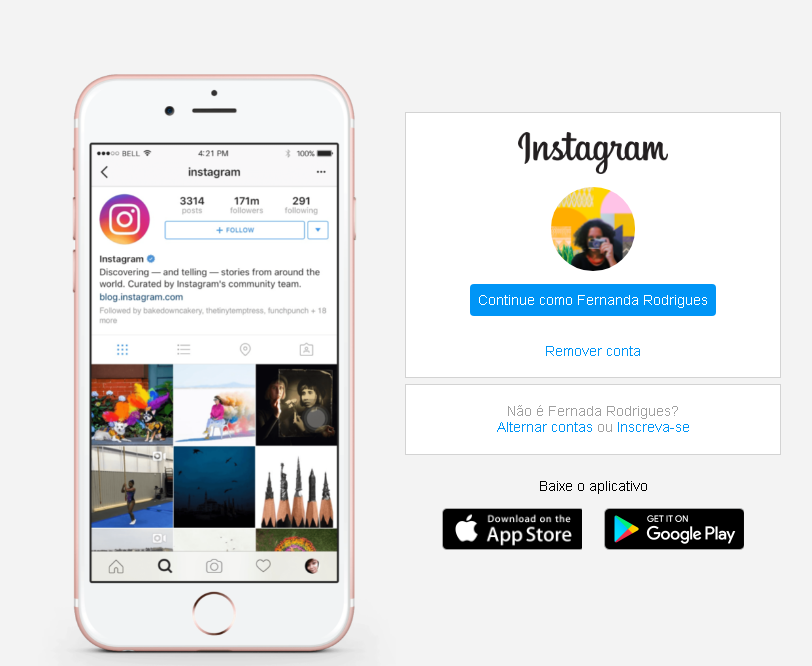 BELL
4:21 PM
100%
instagram
3314
171m
291
posts
followers
following
+ FOLLOW
Instagram
Discovering — and telling — stories from around the
world. Curated by Instagram's community team.
blog.instagram.com
Followed by bakedowncakery, thetinytemptress, funchpunch + 18
more
Instagram
Continue como Fernanda Rodrigues
Remover conta
Não é Fernada Rodrigues?
Alternar contas ou Inscreva-se
Baixe o aplicativo
Download on the
App Store
GET IT ON
Google Play